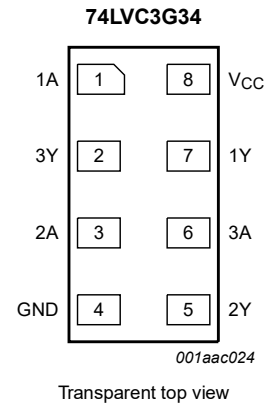 74LVC3G34
1A 1 8 VCC
3Y 2 7 1Y
2A 3 6 3A
GND 4 5 2Y
001aac024
Transparent top view